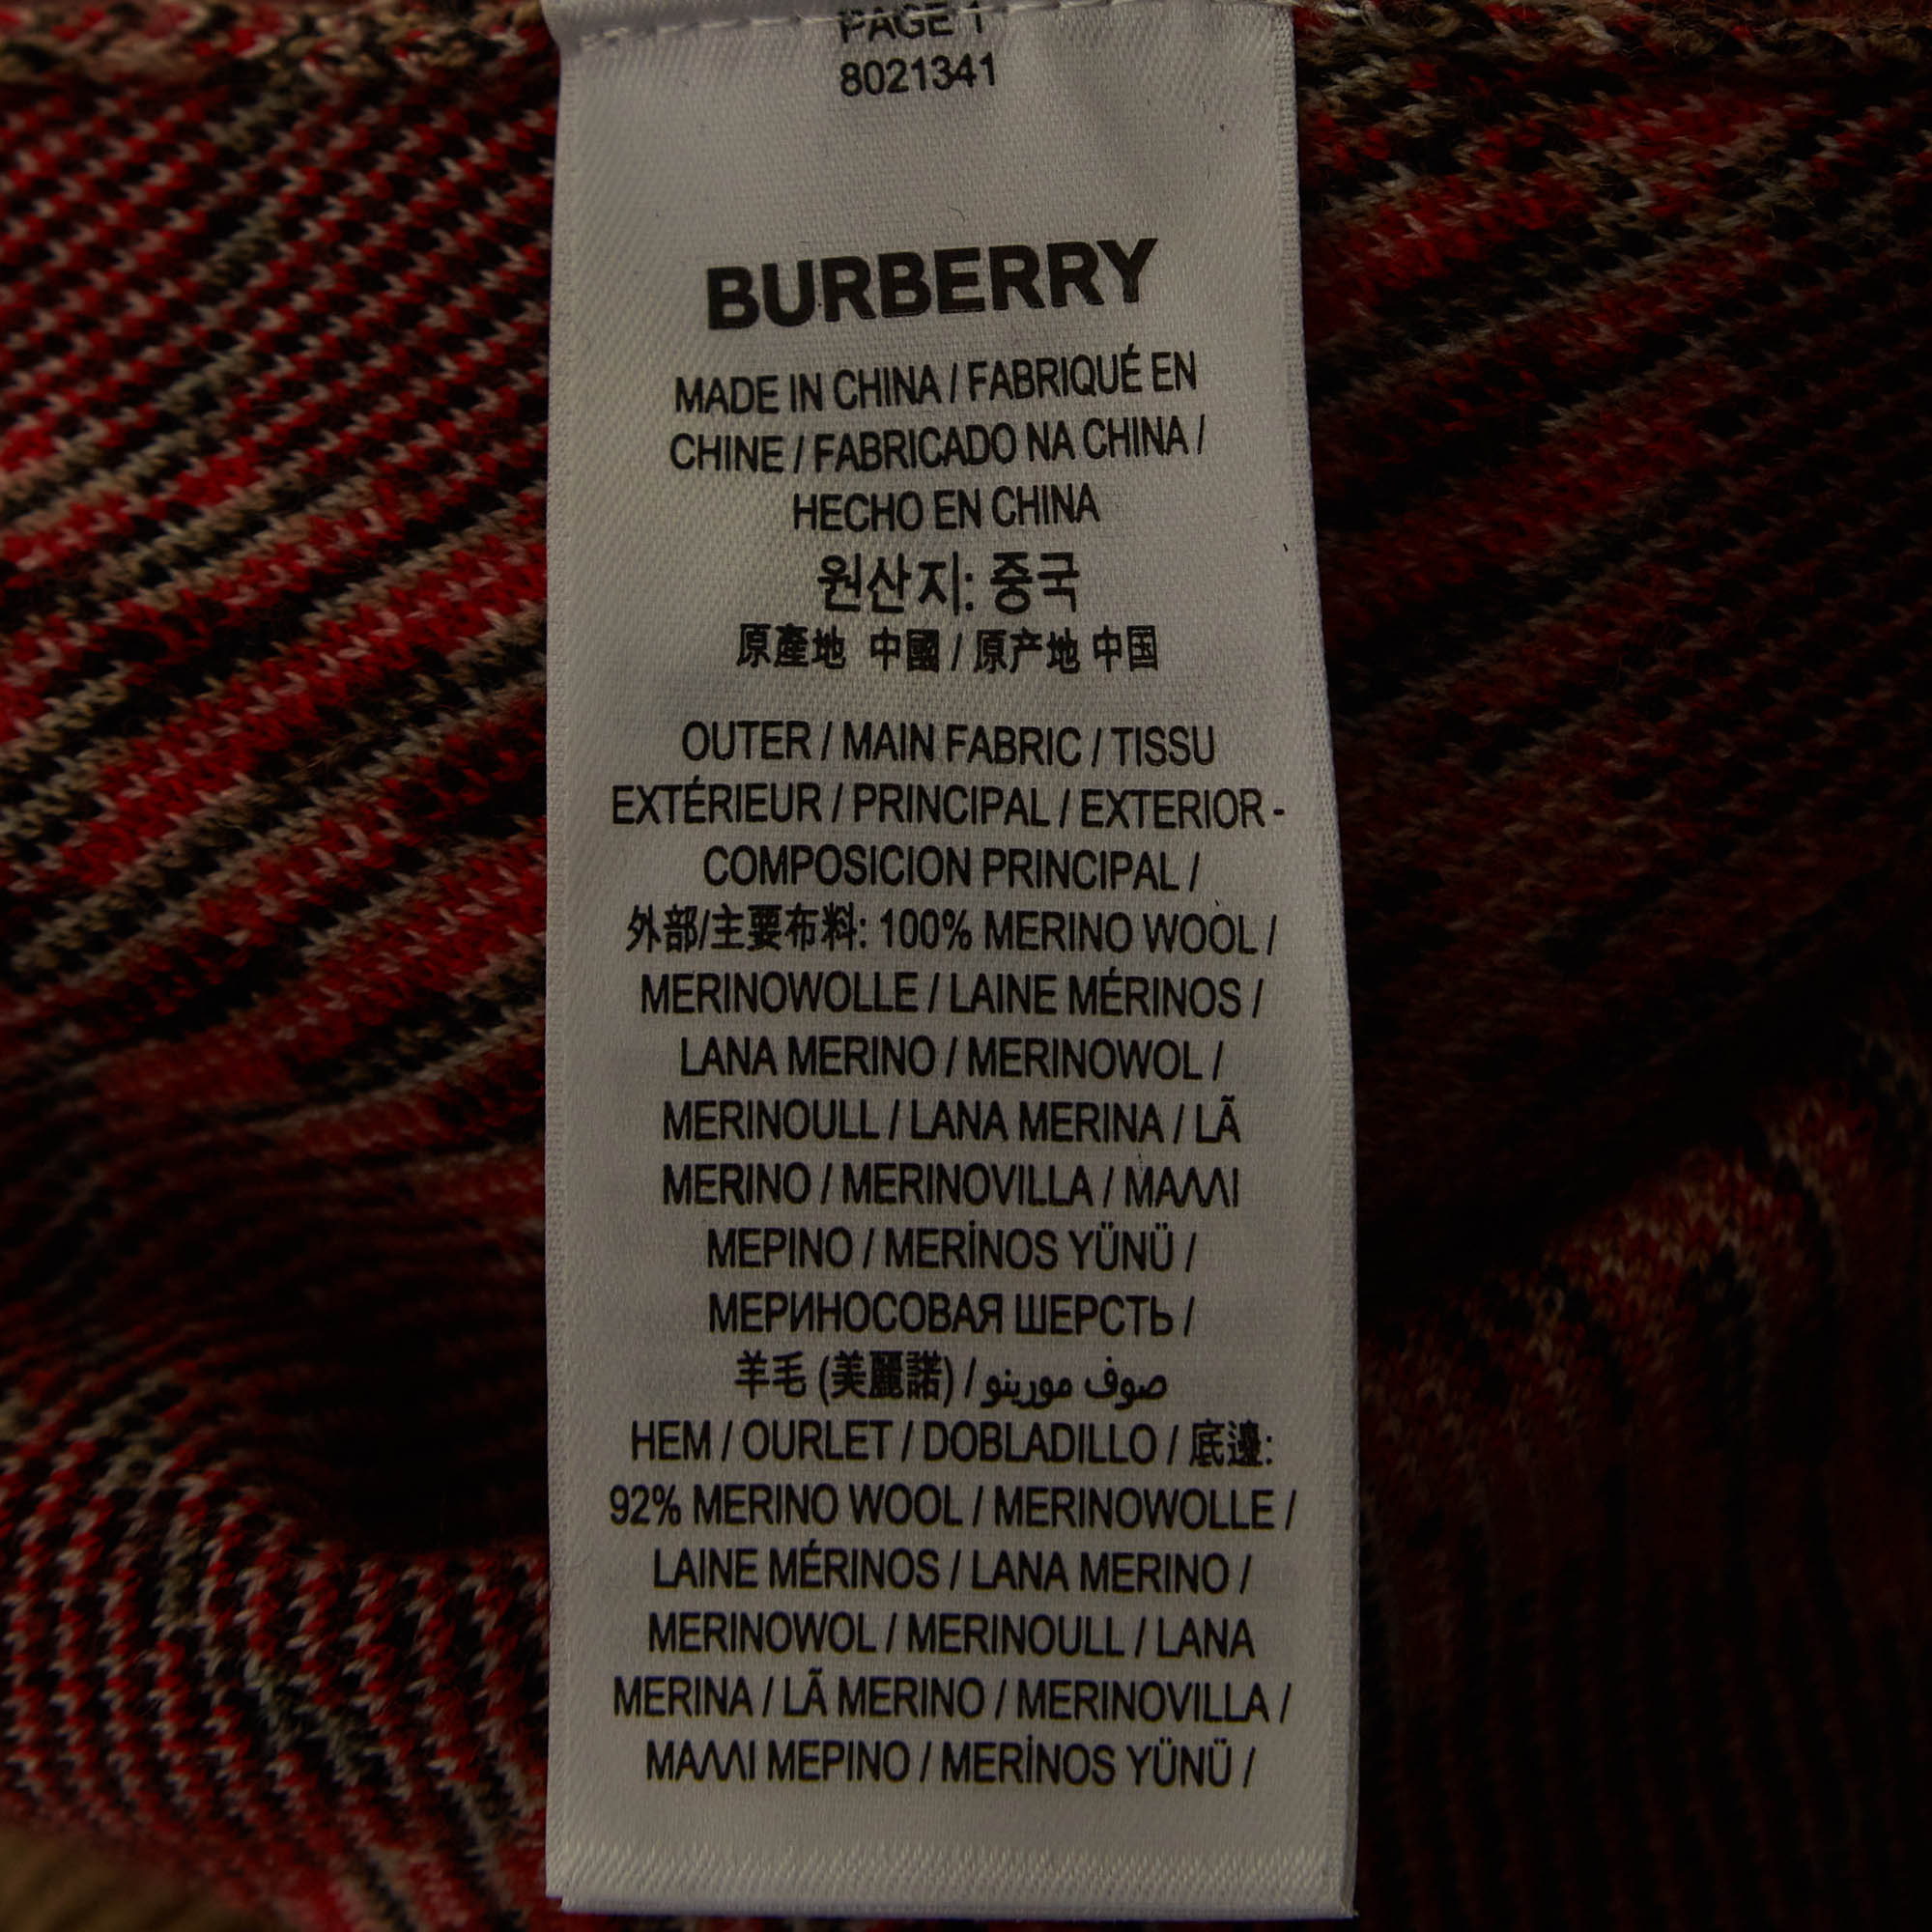 PAGE 1
8021341
BURBERRY
MADE IN CHINA / FABRIQUÉ EN
CHINE / FABRICADO NA CHINA /
HECHO EN CHINA
원산지: 중국
原產地 中國 / 原产地 中国
OUTER / MAIN FABRIC / TISSU
EXTÉRIEUR / PRINCIPAL / EXTERIOR -
COMPOSICION PRINCIPAL /
外部/主要布料: 100% MERINO WOOL /
MERINOWOLLE / LAINE MÉRINOS /
LANA MERINO / MERINOWOL /
MERINOULL / LANA MERINA / LÃ
MERINO / MERINOVILLA / ΜΑΛΛΙ
ΜΕΡΙΝΟ / MERİNOS YÜNÜ /
МЕРИНОСОВАЯ ШЕРСТЬ /
羊毛 (美麗諾) / صوف مورينو
HEM / OURLET / DOBLADILLO / 底邊:
92% MERINO WOOL / MERINOWOLLE /
LAINE MÉRINOS / LANA MERINO /
MERINOWOL / MERINOULL / LANA
MERINA / LÃ MERINO / MERINOVILLA /
ΜΑΛΛΙ ΜΕΡΙΝΟ / MERİNOS YÜNÜ /